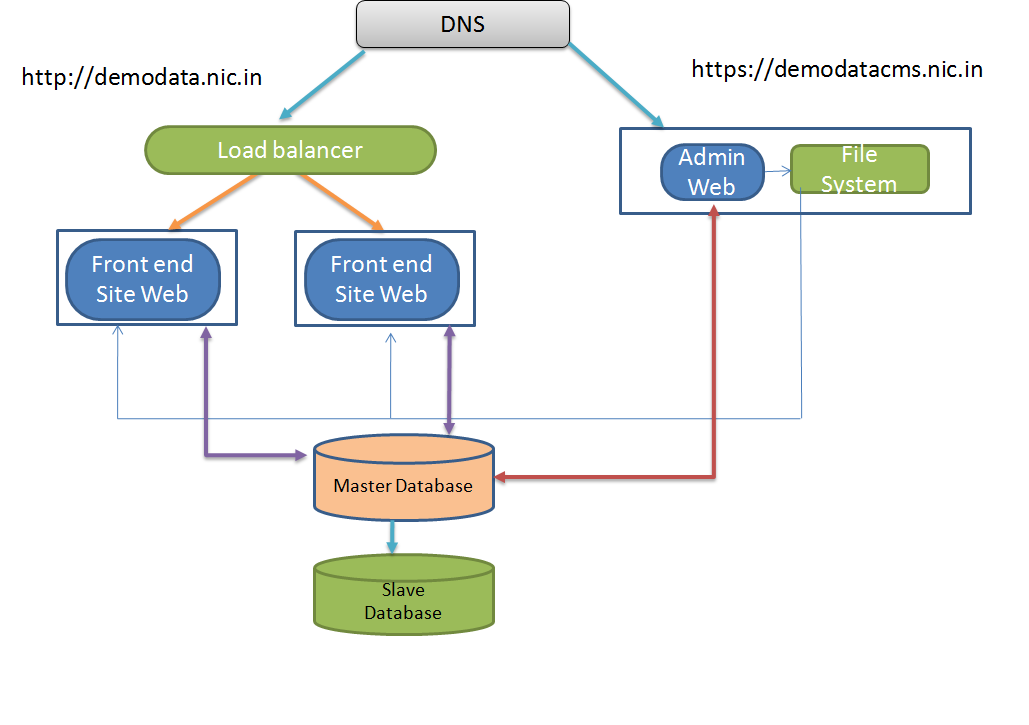 DNS
http://demodata.nic.in
https://demodatacms.nic.in
Load balancer
Admin
Web
File
System
Front end
Site Web
Front end
Site Web
Master Database
Slave
Database